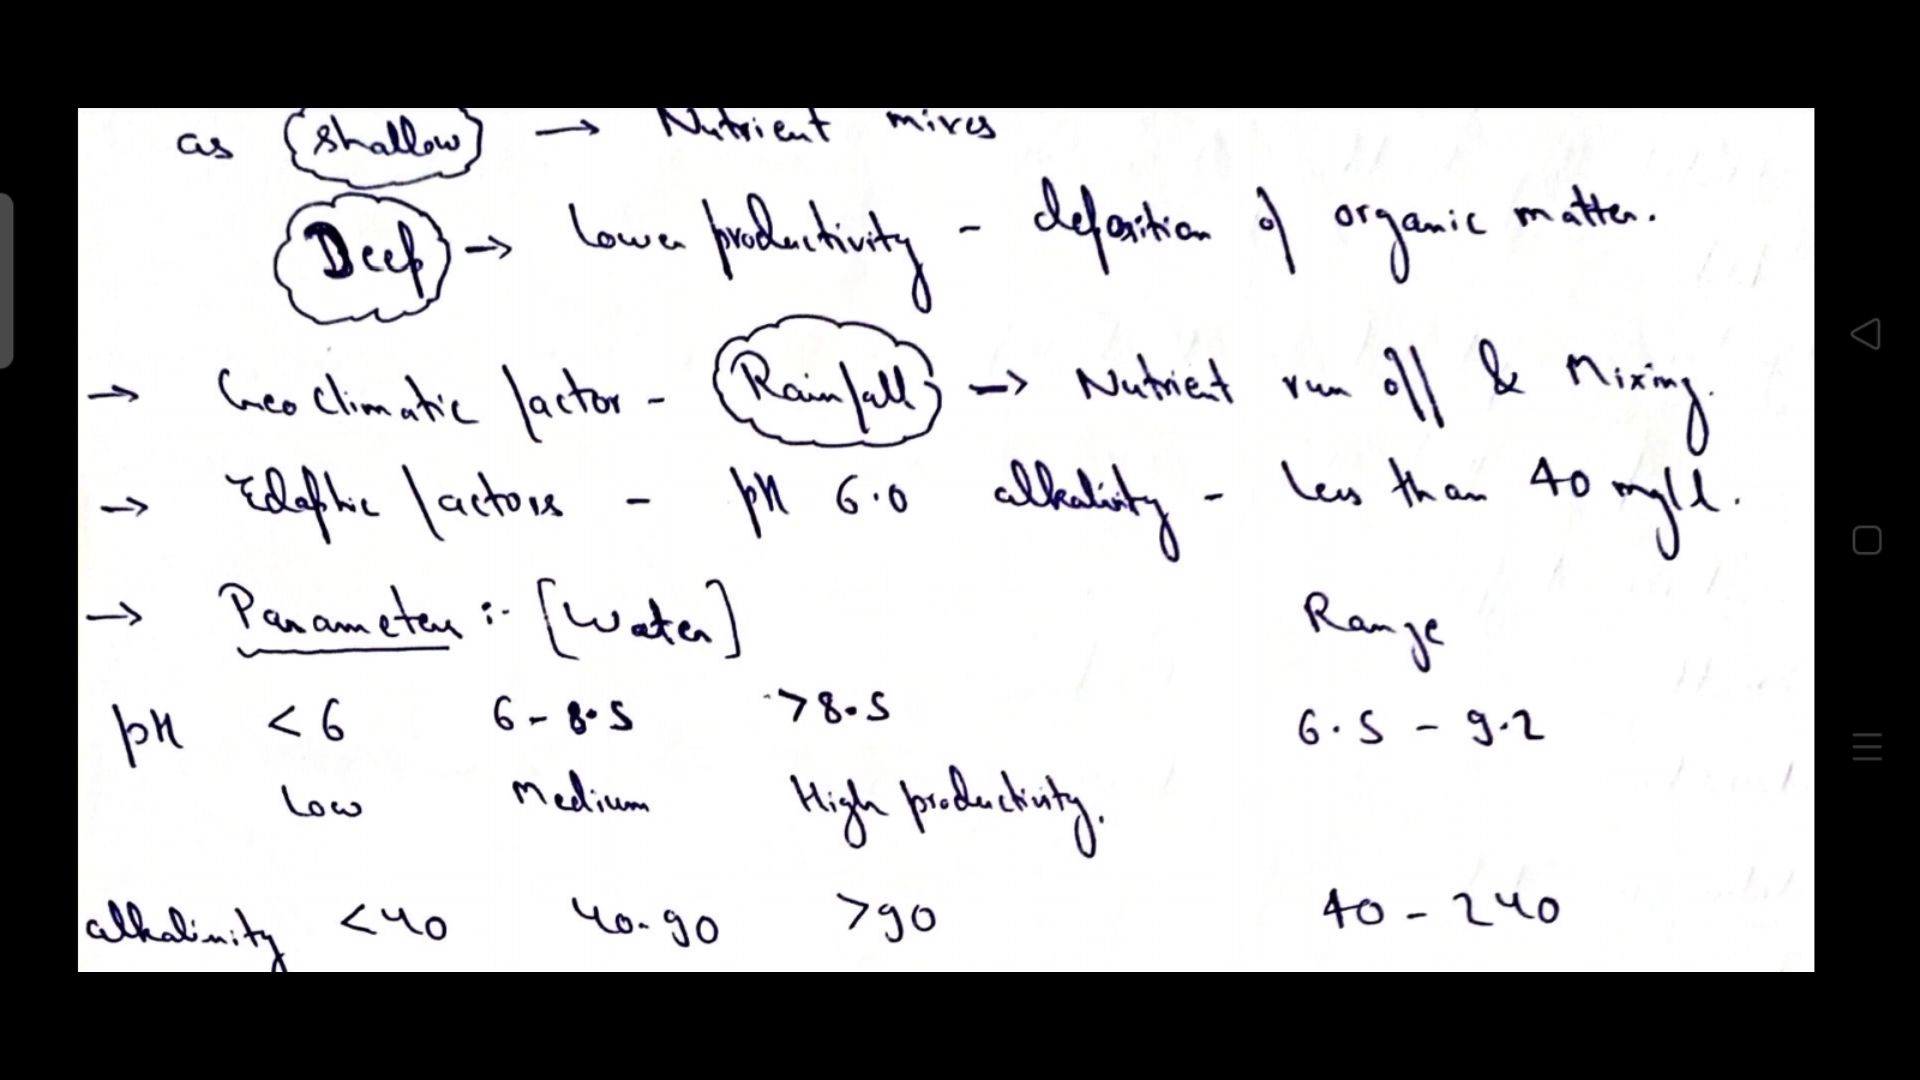 as shallow → Nutrient mixes
Deep → lower productivity - deposition of organic matter.
→ Geo climatic factor - Rainfall → Nutrient run off & Mixing.
→ Edaphic factors - pH 6.0 alkalinity - less than 40 mg/l.
→ Parameters :- [Water] Range
pH <6 6-8.5 >8.5 6.5 - 9.2
Low Medium High productivity.
alkalinity <40 40-90 >90 40 - 240